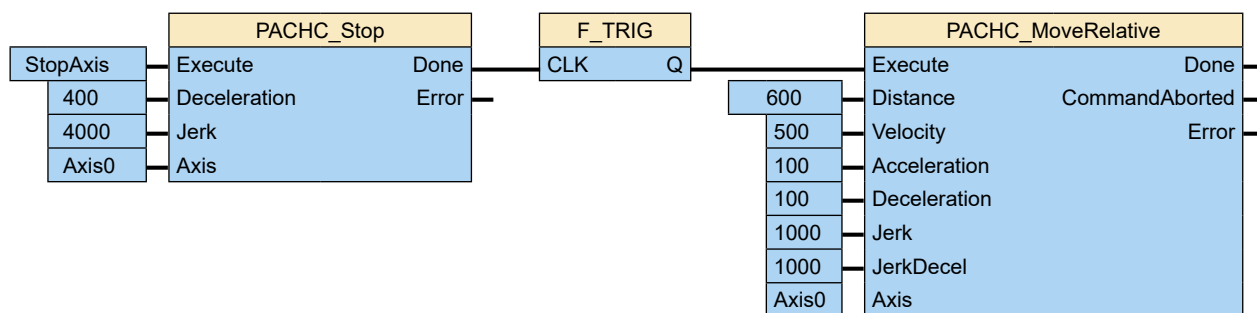 PACHC_Stop F_TRIG PACHC_MoveRelative
StopAxis Execute Done CLK Q Execute Done
400 Deceleration Error 600 Distance CommandAborted
4000 Jerk 500 Velocity Error
Axis0 Axis 100 Acceleration
100 Deceleration
1000 Jerk
1000 JerkDecel
Axis0 Axis